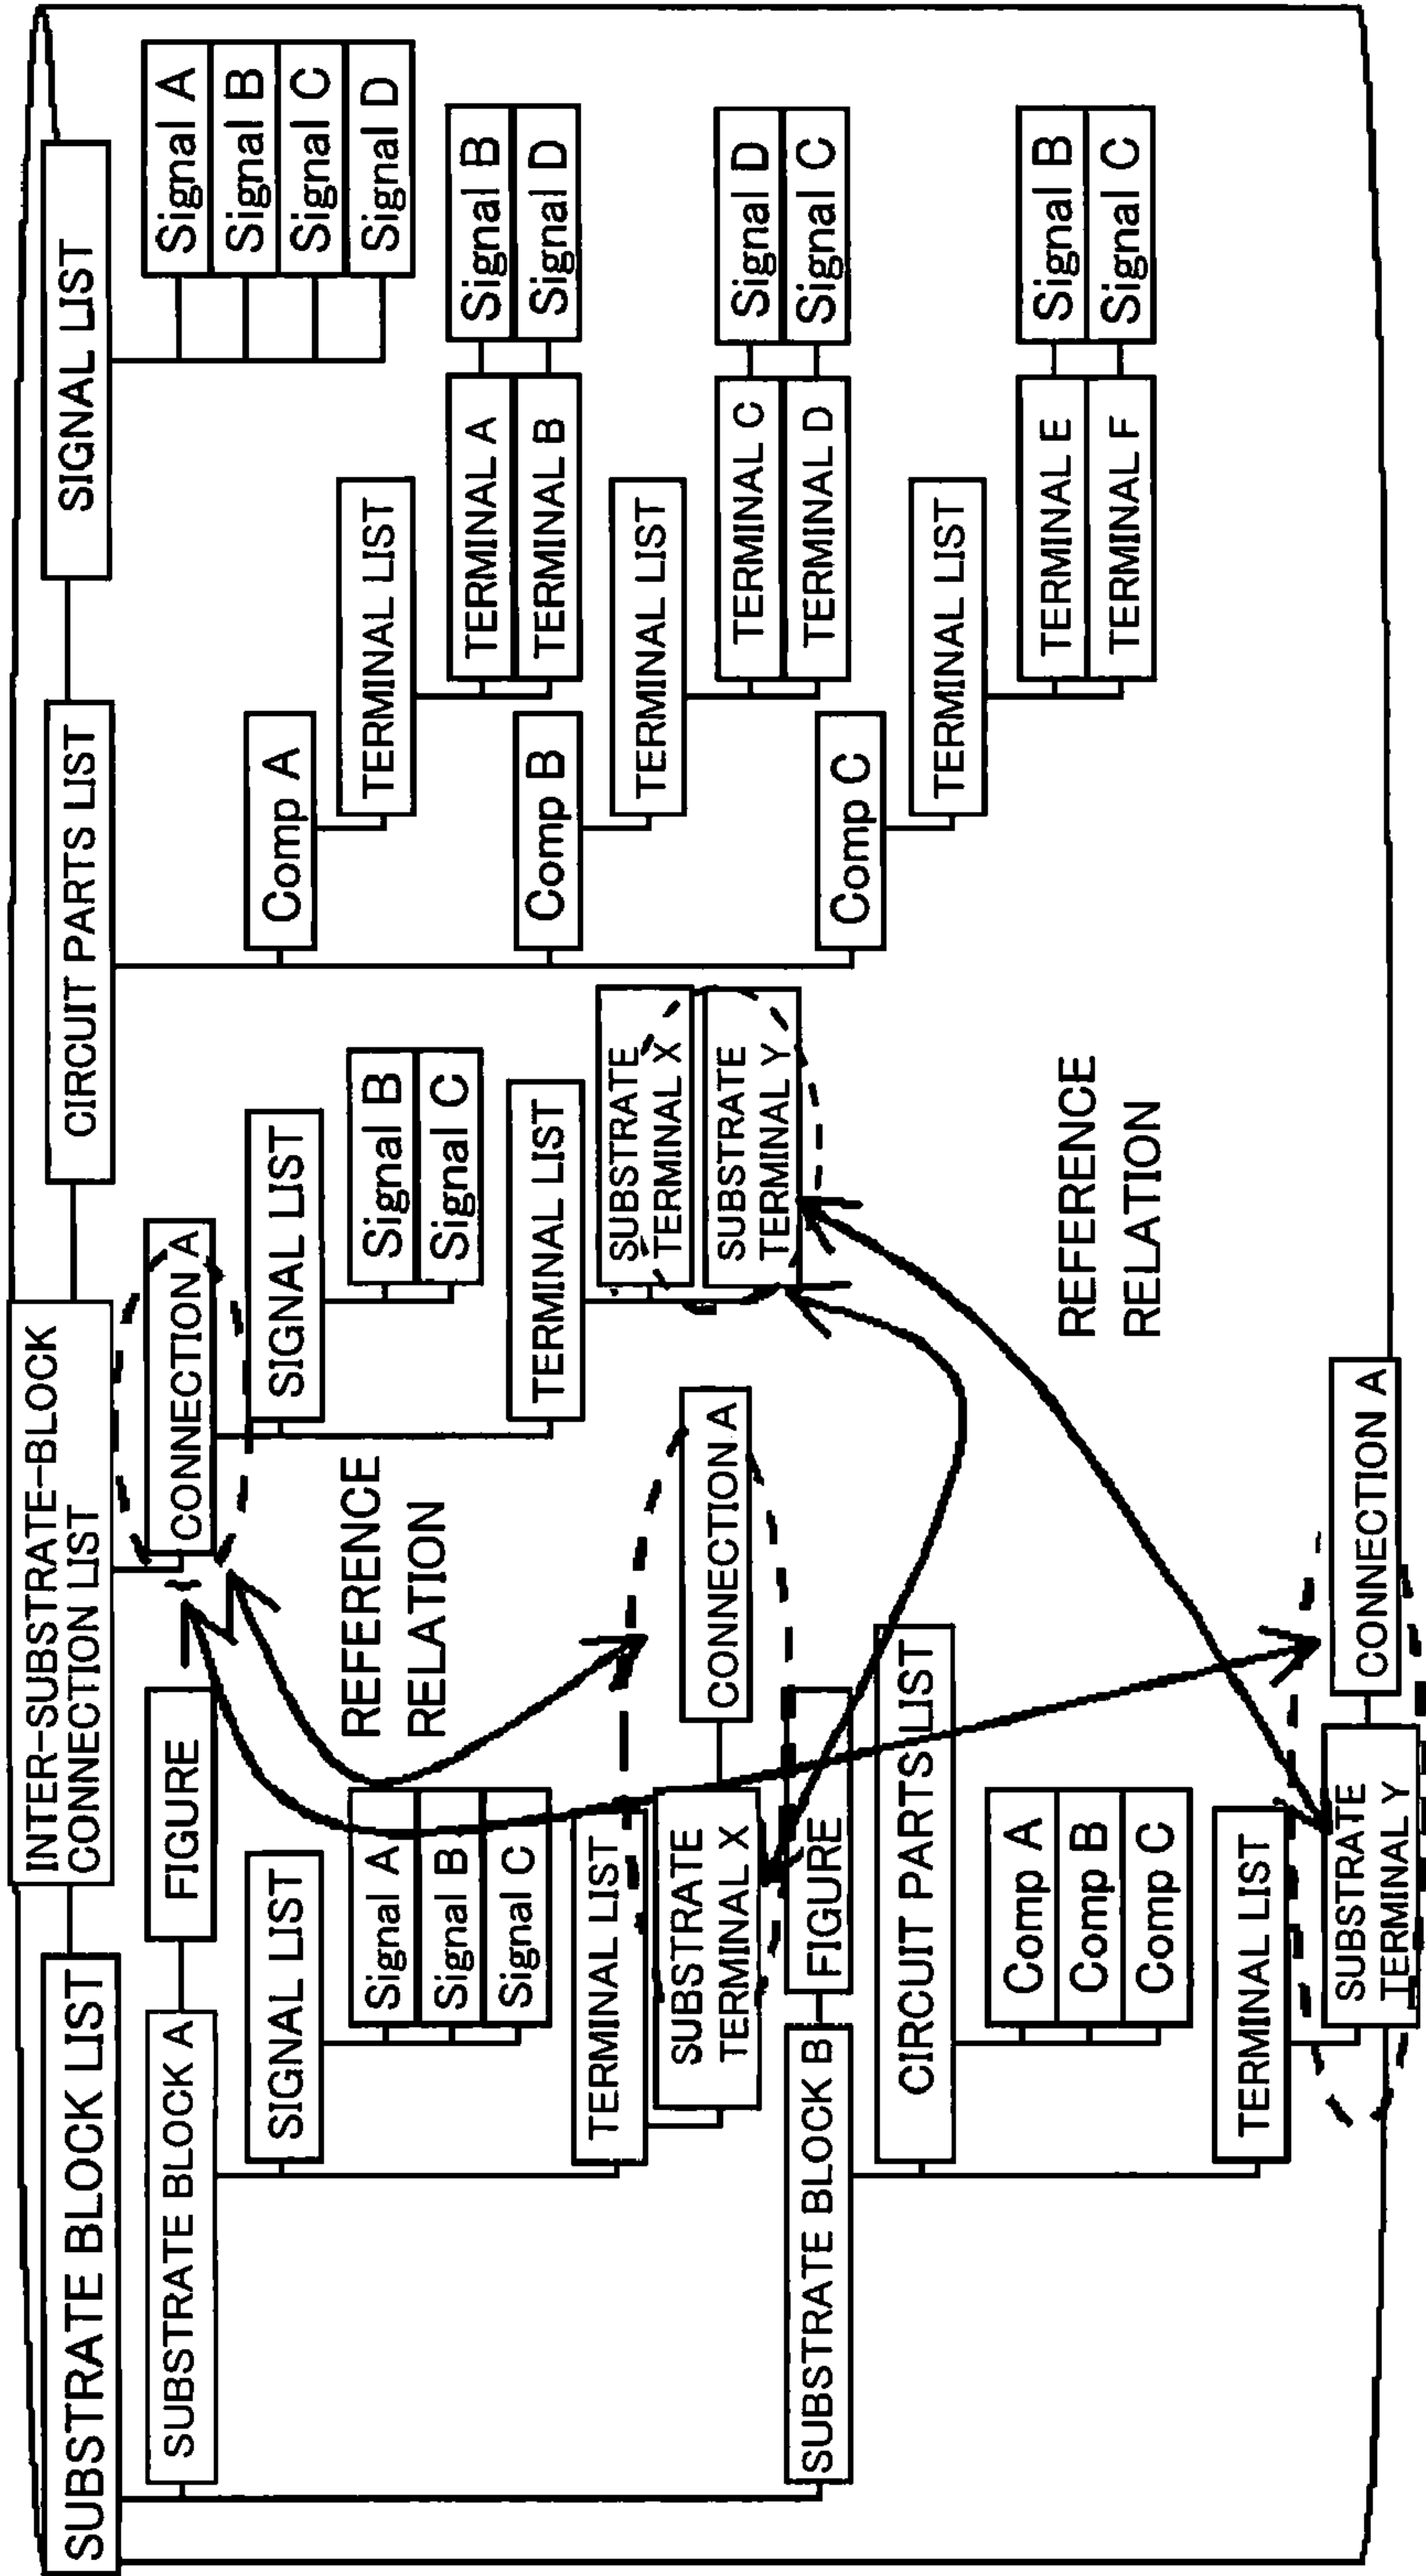 SUBSTRATE BLOCK LIST
SUBSTRATE BLOCK A
FIGURE
SIGNAL LIST
Signal A
Signal B
Signal C
TERMINAL LIST
SUBSTRATE
TERMINAL X
CONNECTION A
SUBSTRATE BLOCK B
FIGURE
CIRCUIT PARTS LIST
Comp A
Comp B
Comp C
TERMINAL LIST
SUBSTRATE
TERMINAL Y
CONNECTION A
INTER-SUBSTRATE-BLOCK
CONNECTION LIST
CONNECTION A
SIGNAL LIST
Signal B
Signal C
TERMINAL LIST
SUBSTRATE
TERMINAL X
SUBSTRATE
TERMINAL Y
REFERENCE
RELATION
REFERENCE
RELATION
CIRCUIT PARTS LIST
Comp A
TERMINAL LIST
TERMINAL A
Signal B
TERMINAL B
Signal D
Comp B
TERMINAL LIST
TERMINAL C
Signal D
TERMINAL D
Signal C
Comp C
TERMINAL LIST
TERMINAL E
Signal B
TERMINAL F
Signal C
SIGNAL LIST
Signal A
Signal B
Signal C
Signal D